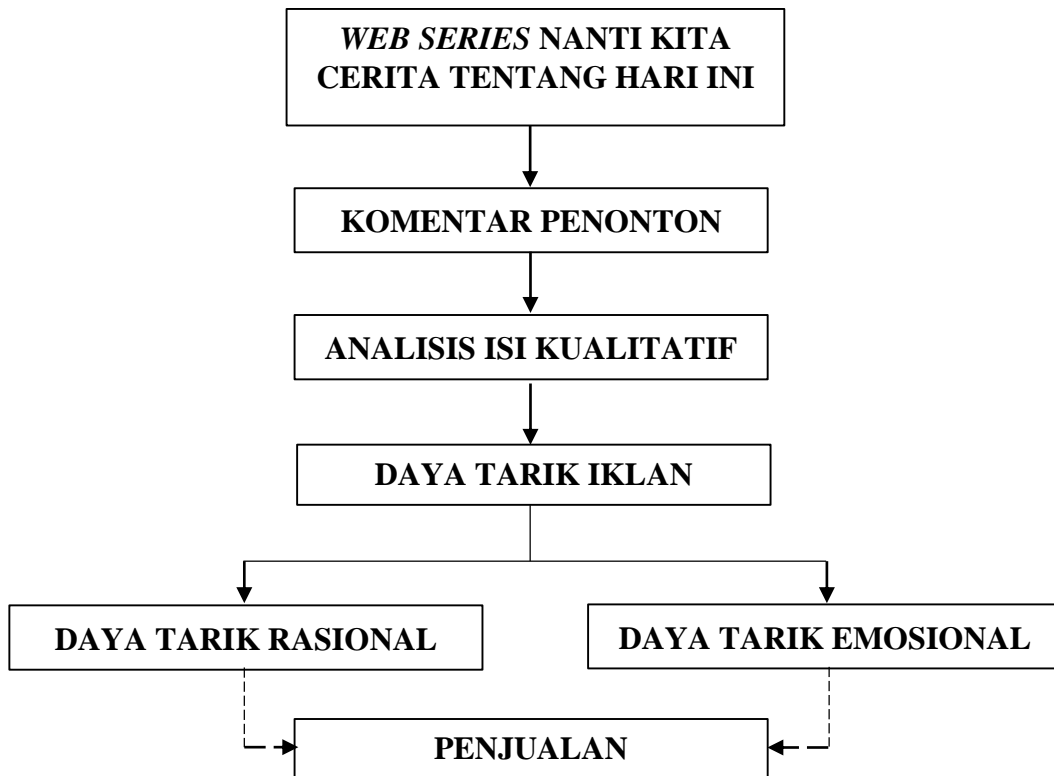 WEB SERIES NANTI KITA
CERITA TENTANG HARI INI
KOMENTAR PENONTON
ANALISIS ISI KUALITATIF
DAYA TARIK IKLAN
DAYA TARIK RASIONAL
DAYA TARIK EMOSIONAL
PENJUALAN